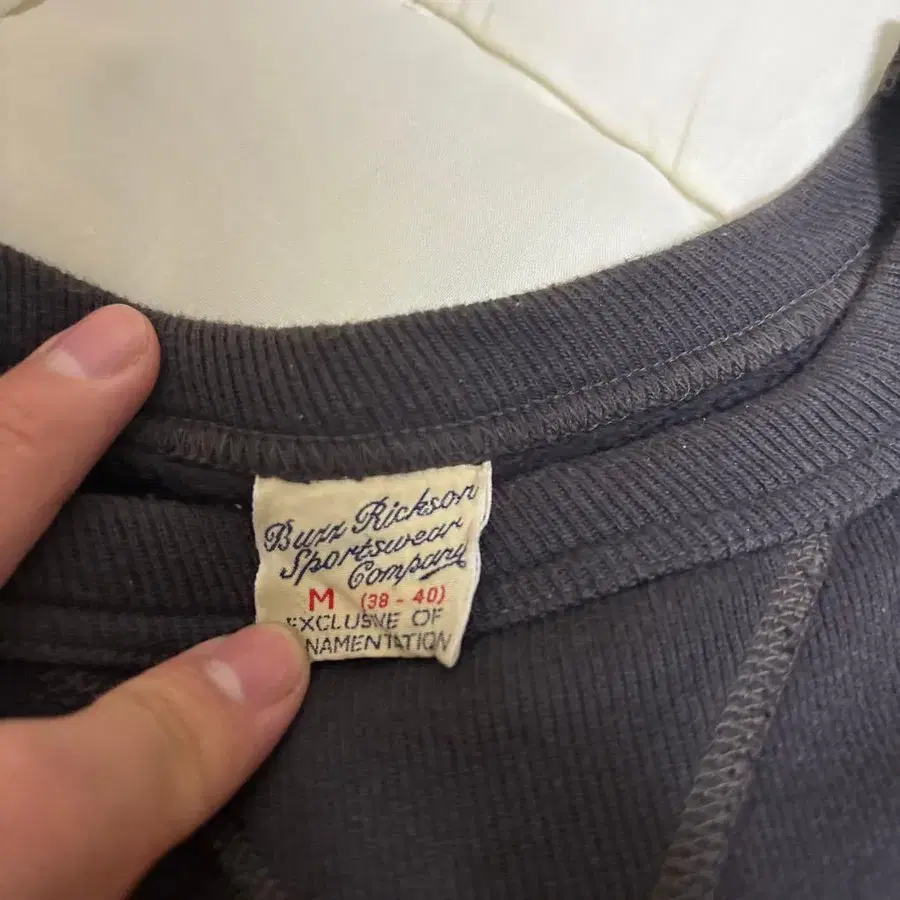 Buzz Rickson
Sportswear
Company
M (38 - 40)
EXCLUSIVE OF
NAMENTATION